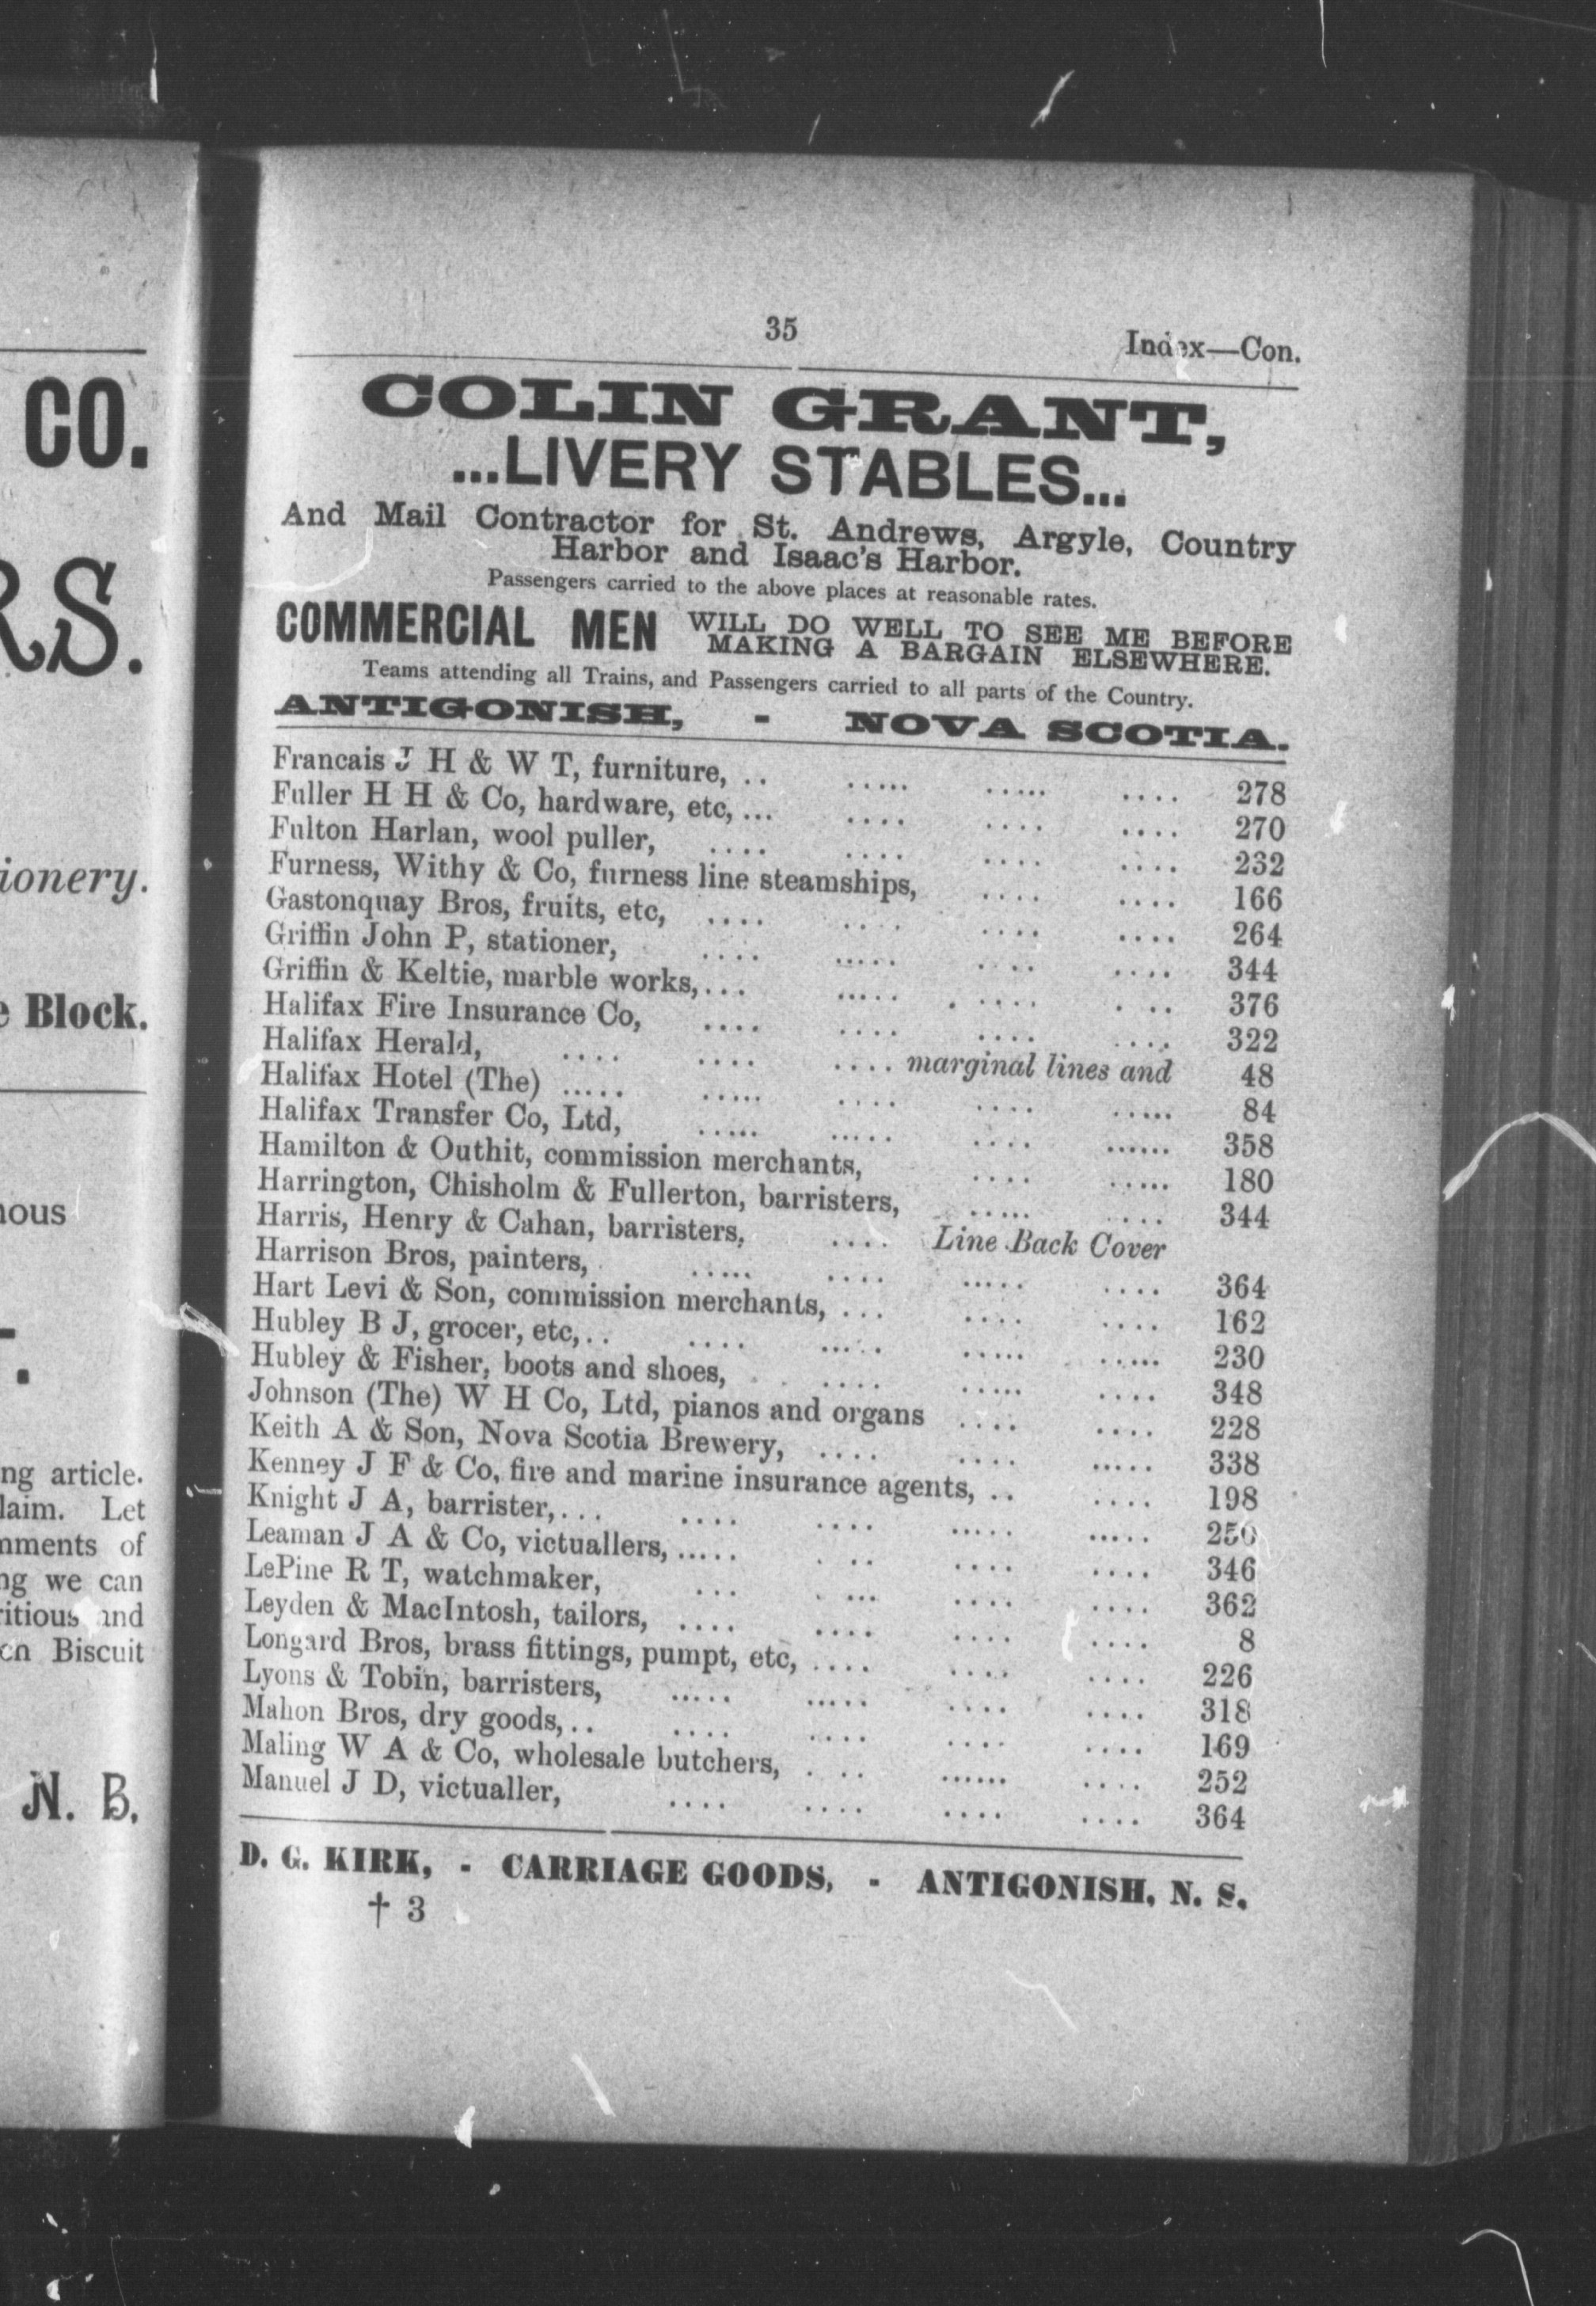 CO.
RS.
ionery.
e Block.
nous
ng article.
laim. Let
nments of
ng we can
ritious and
en Biscuit
N. B.
35
Index—Con.
COLIN GRANT,
...LIVERY STABLES...
And Mail Contractor for St. Andrews, Argyle, Country
Harbor and Isaac's Harbor.
Passengers carried to the above places at reasonable rates.
COMMERCIAL MEN WILL DO WELL TO SEE ME BEFORE
MAKING A BARGAIN ELSEWHERE.
Teams attending all Trains, and Passengers carried to all parts of the Country.
ANTIGONISH, - NOVA SCOTIA.
Francais J H & W T, furniture, .. ..... ..... .... 278
Fuller H H & Co, hardware, etc, ... .... .... .... 270
Fulton Harlan, wool puller, .... .... .... .... 232
Furness, Withy & Co, furness line steamships, .... .... 166
Gastonquay Bros, fruits, etc, .... .... .... .... 264
Griffin John P, stationer, .... ..... .... .... 344
Griffin & Keltie, marble works,... ..... .... ... 376
Halifax Fire Insurance Co, .... .... .... .... 322
Halifax Herald, .... .... .... marginal lines and 48
Halifax Hotel (The) ..... ..... .... .... ..... 84
Halifax Transfer Co, Ltd, ..... ..... .... ...... 358
Hamilton & Outhit, commission merchants, .... ..... 180
Harrington, Chisholm & Fullerton, barristers, ..... .... 344
Harris, Henry & Cahan, barristers, .... Line Back Cover
Harrison Bros, painters, ..... .... ..... .... 364
Hart Levi & Son, commission merchants, ... .... .... 162
Hubley B J, grocer, etc,.. .... ..... ..... ..... 230
Hubley & Fisher, boots and shoes, .... ..... .... 348
Johnson (The) W H Co, Ltd, pianos and organs .... .... 228
Keith A & Son, Nova Scotia Brewery, .... .... ..... 338
Kenney J F & Co, fire and marine insurance agents, .. .... 198
Knight J A, barrister,... .... .... ..... ..... 250
Leaman J A & Co, victuallers, ..... ... .... .... 346
LePine R T, watchmaker, ... .... .... .... 362
Leyden & MacIntosh, tailors, .... .... .... .... 8
Longard Bros, brass fittings, pumpt, etc, .... .... .... 226
Lyons & Tobin, barristers, ..... ..... .... .... 318
Mahon Bros, dry goods,.. .... .... .... .... 169
Maling W A & Co, wholesale butchers, . .. ...... .... 252
Manuel J D, victualler, .... .... .... .... 364
D. G. KIRK, - CARRIAGE GOODS, - ANTIGONISH, N. S.
† 3